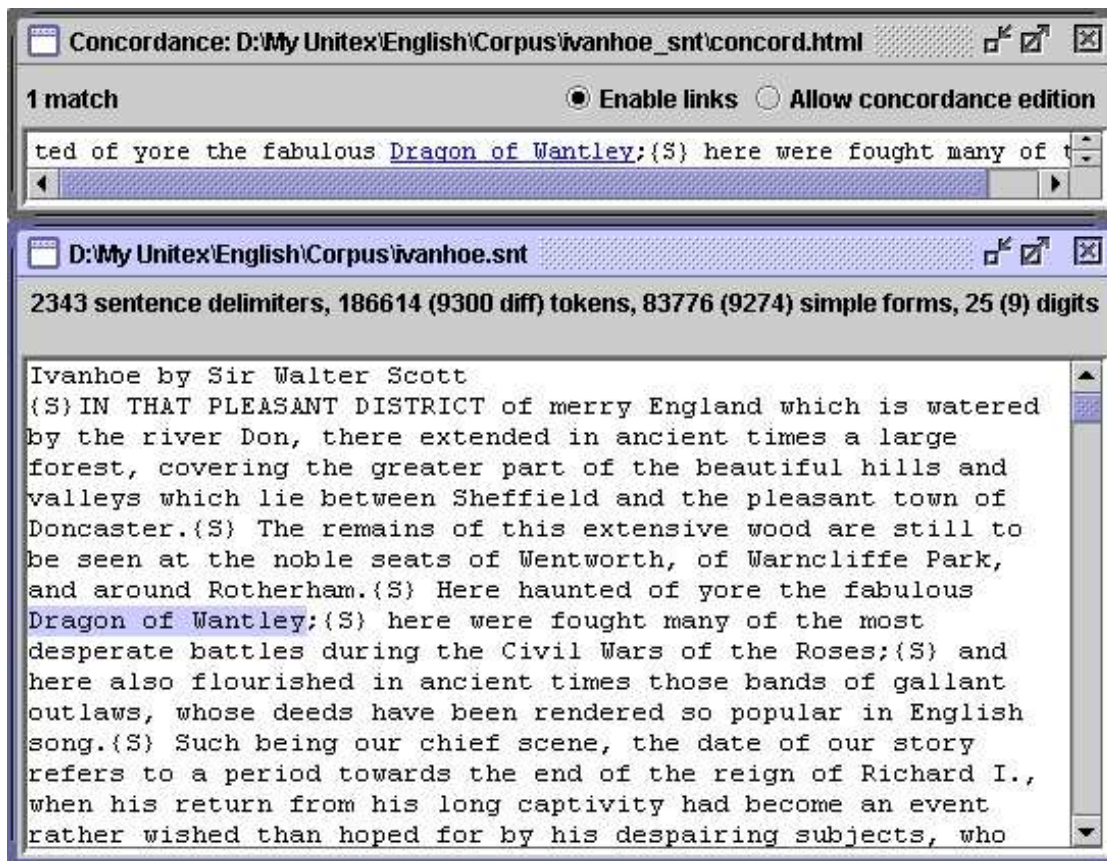 Concordance: D:\My Unitex\English\Corpus\ivanhoe_snt\concord.html
1 match Enable links Allow concordance edition
ted of yore the fabulous Dragon of Wantley;{S} here were fought many of t
D:\My Unitex\English\Corpus\ivanhoe.snt
2343 sentence delimiters, 186614 (9300 diff) tokens, 83776 (9274) simple forms, 25 (9) digits
Ivanhoe by Sir Walter Scott
{S}IN THAT PLEASANT DISTRICT of merry England which is watered
by the river Don, there extended in ancient times a large
forest, covering the greater part of the beautiful hills and
valleys which lie between Sheffield and the pleasant town of
Doncaster.{S} The remains of this extensive wood are still to
be seen at the noble seats of Wentworth, of Warncliffe Park,
and around Rotherham.{S} Here haunted of yore the fabulous
Dragon of Wantley;{S} here were fought many of the most
desperate battles during the Civil Wars of the Roses;{S} and
here also flourished in ancient times those bands of gallant
outlaws, whose deeds have been rendered so popular in English
song.{S} Such being our chief scene, the date of our story
refers to a period towards the end of the reign of Richard I.,
when his return from his long captivity had become an event
rather wished than hoped for by his despairing subjects, who